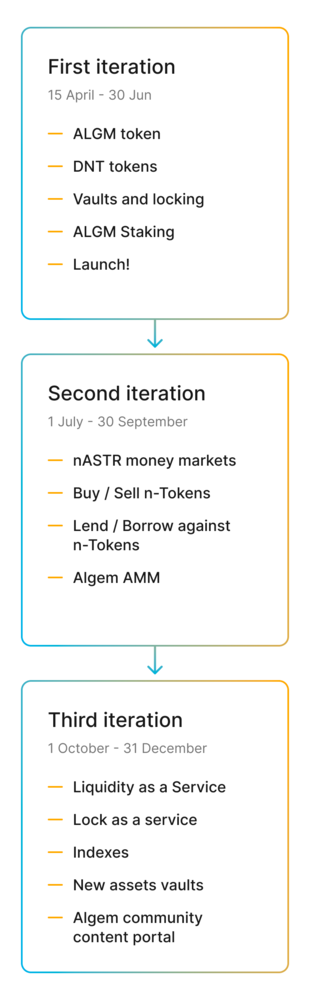 First iteration
15 April - 30 Jun
— ALGM token
— DNT tokens
— Vaults and locking
— ALGM Staking
— Launch!
Second iteration
1 July - 30 September
— nASTR money markets
— Buy / Sell n-Tokens
— Lend / Borrow against
n-Tokens
— Algem AMM
Third iteration
1 October - 31 December
— Liquidity as a Service
— Lock as a service
— Indexes
— New assets vaults
— Algem community
content portal